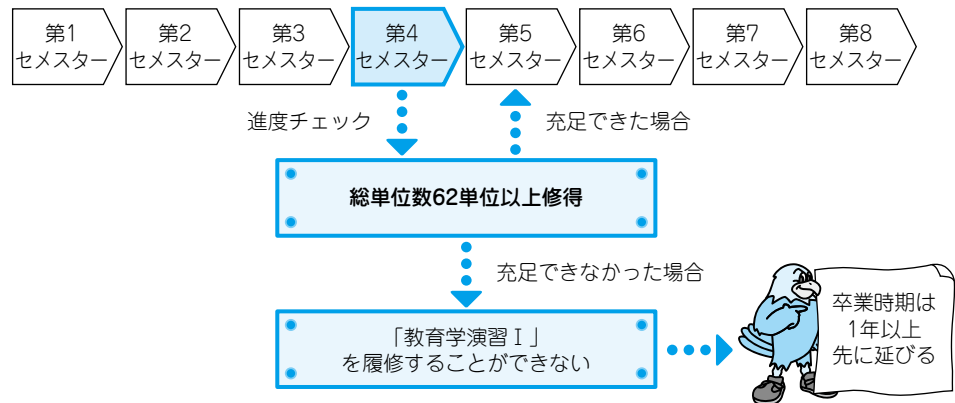 第1
セメスター
第2
セメスター
第3
セメスター
第4
セメスター
第5
セメスター
第6
セメスター
第7
セメスター
第8
セメスター
進度チェック
充足できた場合
総単位数62単位以上修得
充足できなかった場合
「教育学演習Ⅰ」
を履修することができない
卒業時期は
1年以上
先に延びる